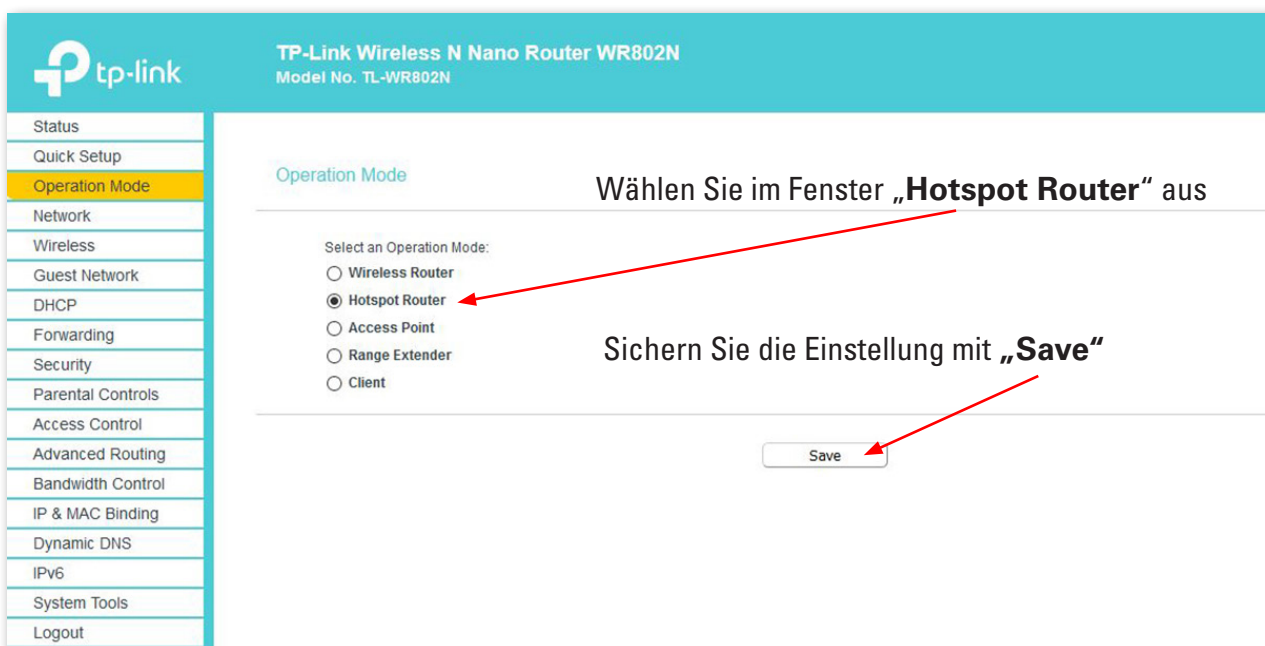 tp-link
TP-Link Wireless N Nano Router WR802N
Model No. TL-WR802N
Status
Quick Setup
Operation Mode
Network
Wireless
Guest Network
DHCP
Forwarding
Security
Parental Controls
Access Control
Advanced Routing
Bandwidth Control
IP & MAC Binding
Dynamic DNS
IPv6
System Tools
Logout
Operation Mode
Wählen Sie im Fenster „Hotspot Router“ aus
Select an Operation Mode:
Wireless Router
Hotspot Router
Access Point
Range Extender
Client
Sichern Sie die Einstellung mit „Save“
Save